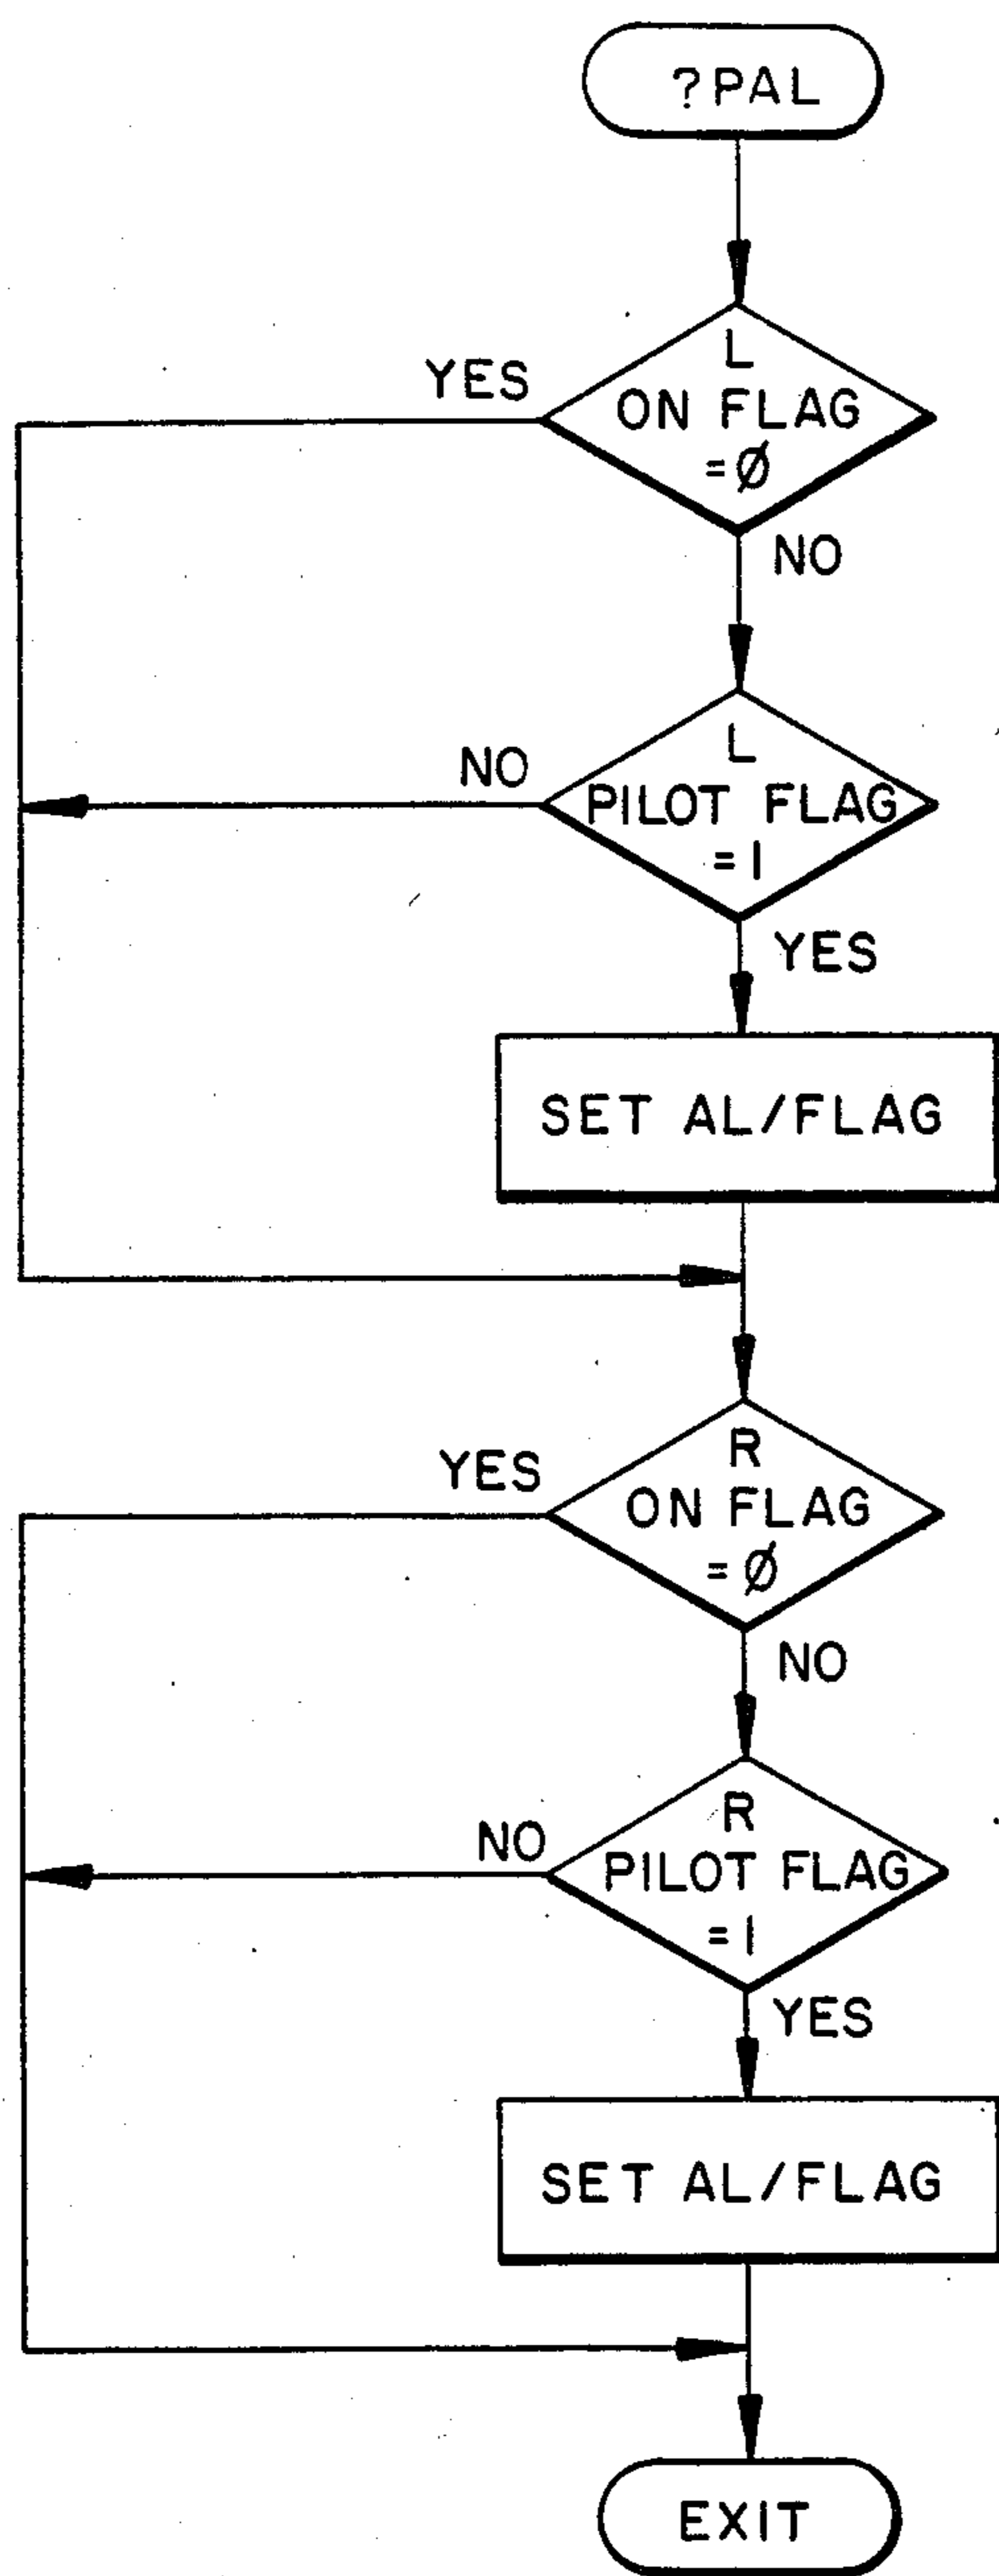 ?PAL
L
YES
ON FLAG
=Ø
NO
L
NO
PILOT FLAG
=1
YES
SET AL/FLAG
R
YES
ON FLAG
=Ø
NO
R
NO
PILOT FLAG
=1
YES
SET AL/FLAG
EXIT